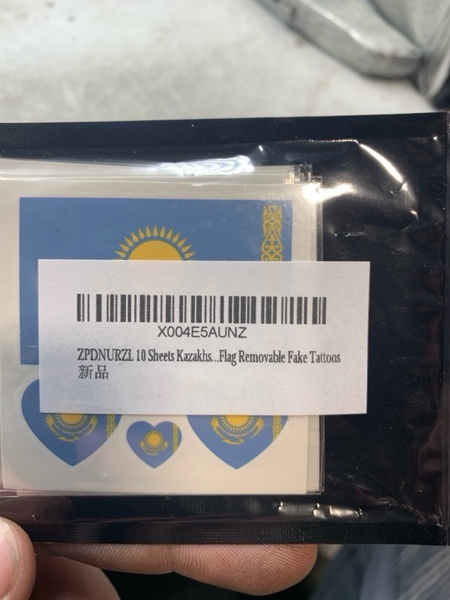 X004E5AUNZ
ZPDNURZL 10 Sheets Kazakhs...Flag Removable Fake Tattoos
新品